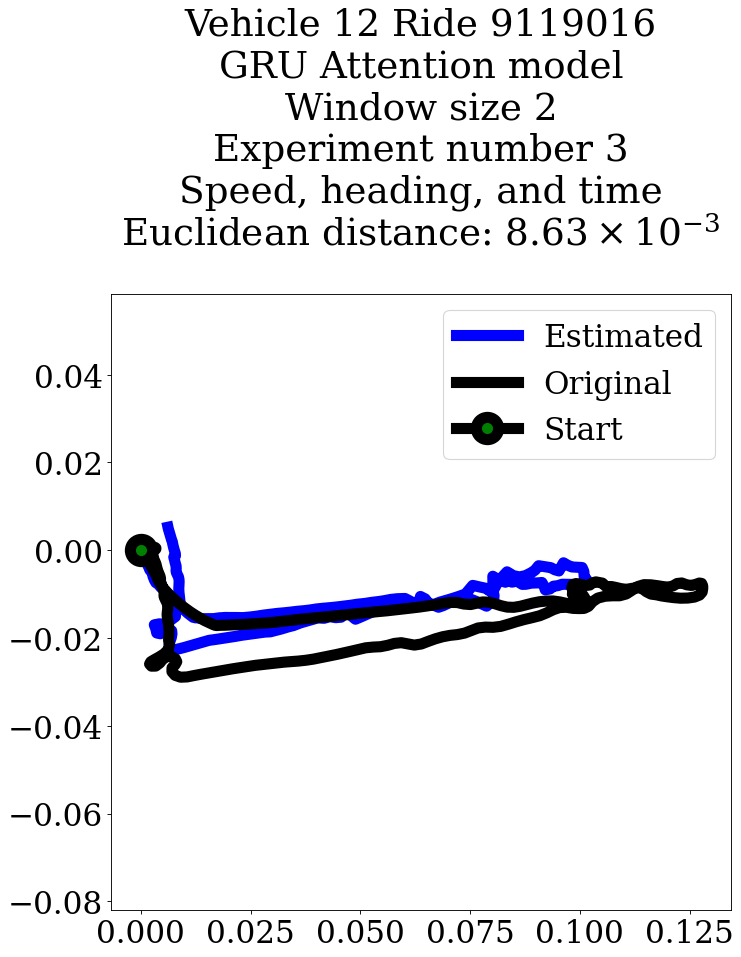 Vehicle 12 Ride 9119016
GRU Attention model
Window size 2
Experiment number 3
Speed, heading, and time
Euclidean distance: 8.63 × 10⁻³
Estimated
Original
Start
0.04
0.02
0.00
−0.02
−0.04
−0.06
−0.08
0.000 0.025 0.050 0.075 0.100 0.125